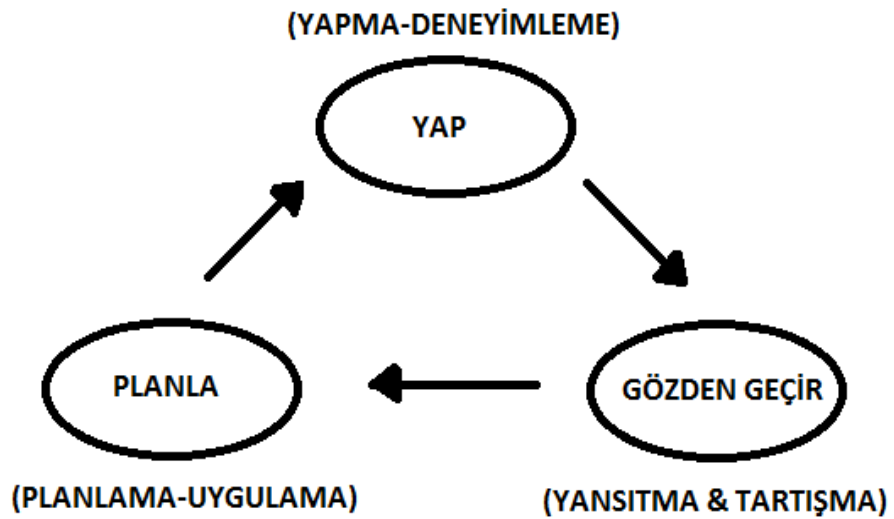 (YAPMA-DENEYİMLEME)
YAP
PLANLA
GÖZDEN GEÇİR
(PLANLAMA-UYGULAMA)
(YANSITMA & TARTIŞMA)